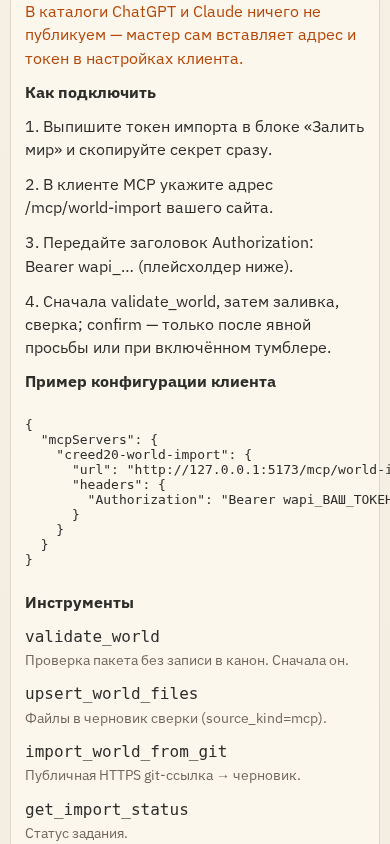 В каталоги ChatGPT и Claude ничего не
публикуем — мастер сам вставляет адрес и
токен в настройках клиента.
Как подключить
1. Выпишите токен импорта в блоке «Залить
мир» и скопируйте секрет сразу.
2. В клиенте MCP укажите адрес
/mcp/world-import вашего сайта.
3. Передайте заголовок Authorization:
Bearer wapi_… (плейсхолдер ниже).
4. Сначала validate_world, затем заливка,
сверка; confirm — только после явной
просьбы или при включённом тумблере.
Пример конфигурации клиента
{
  "mcpServers": {
    "creed20-world-import": {
      "url": "http://127.0.0.1:5173/mcp/world-i
      "headers": {
        "Authorization": "Bearer wapi_ВАШ_ТОКЕН
      }
    }
  }
}
Инструменты
validate_world
Проверка пакета без записи в канон. Сначала он.
upsert_world_files
Файлы в черновик сверки (source_kind=mcp).
import_world_from_git
Публичная HTTPS git-ссылка → черновик.
get_import_status
Статус задания.